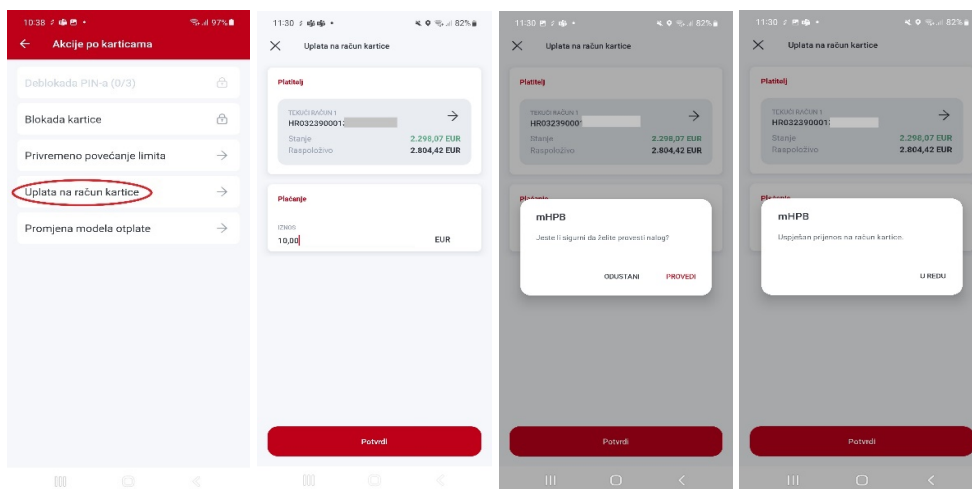 10:38
97%
Akcije po karticama
Deblokada PIN-a (0/3)
Blokada kartice
Privremeno povećanje limita
Uplata na račun kartice
Promjena modela otplate
11:30
82%
Uplata na račun kartice
Platitelj
TEKUĆI RAČUN 1
HR032390001
Stanje 2.298,07 EUR
Raspoloživo 2.804,42 EUR
Plaćanje
IZNOS
10,00 EUR
Potvrdi
11:30
82%
Uplata na račun kartice
Platitelj
TEKUĆI RAČUN 1
HR032390001
Stanje 2.298,07 EUR
Raspoloživo 2.804,42 EUR
Plaćanje
mHPB
Jeste li sigurni da želite provesti nalog?
ODUSTANI PROVEDI
Potvrdi
11:30
82%
Uplata na račun kartice
Platitelj
TEKUĆI RAČUN 1
HR032390001
Stanje 2.298,07 EUR
Raspoloživo 2.804,42 EUR
mHPB
Uspješan prijenos na račun kartice.
U REDU
Potvrdi